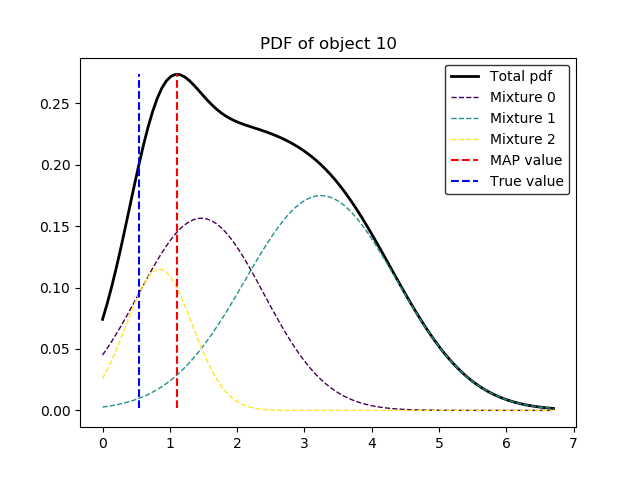 PDF of object 10
Total pdf
Mixture 0
Mixture 1
Mixture 2
MAP value
True value
0.25
0.20
0.15
0.10
0.05
0.00
0 1 2 3 4 5 6 7